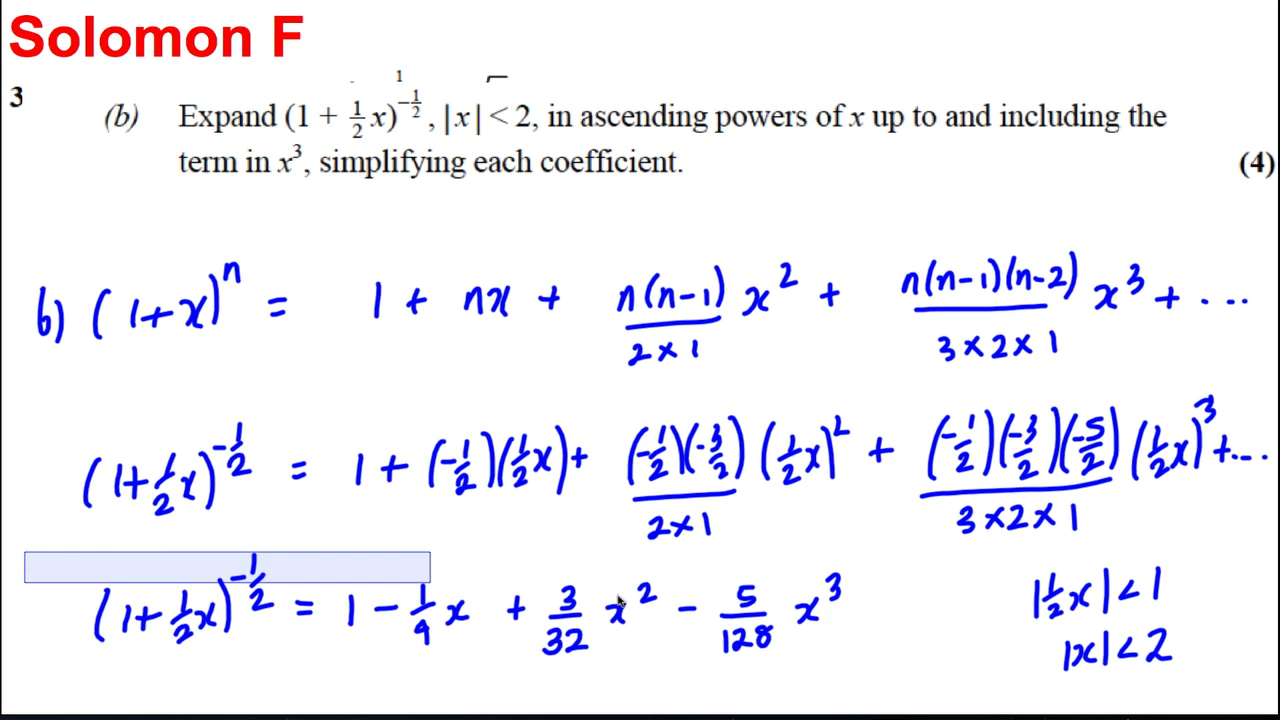 Solomon F
3
(b) Expand (1 + ½x)^(-½), |x| < 2, in ascending powers of x up to and including the
term in x³, simplifying each coefficient.
(4)
b) (1+x)^n = 1 + nx + n(n-1)/(2×1) x² + n(n-1)(n-2)/(3×2×1) x³ + ...
(1+½x)^(-½) = 1 + (-½)(½x) + (-½)(-3/2)/(2×1) (½x)² + (-½)(-3/2)(-5/2)/(3×2×1) (½x)³ + ...
(1+½x)^(-½) = 1 - ¼x + 3/32 x² - 5/128 x³
|½x| < 1
|x| < 2